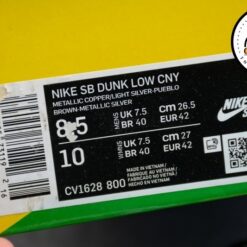 NIKE SB DUNK LOW CNY
METALLIC COPPER/LIGHT SILVER-PUEBLO
BROWN-METALLIC SILVER
8.5 MENS UK 7.5 BR 40 cm 26.5 EUR 42
10 WMNS UK 7.5 BR 40 cm 27 EUR 42
CV1628 800
MADE IN VIETNAM
FABRIQUÉ AU VIETNAM
HECHO EN VIETNAM
NIKE